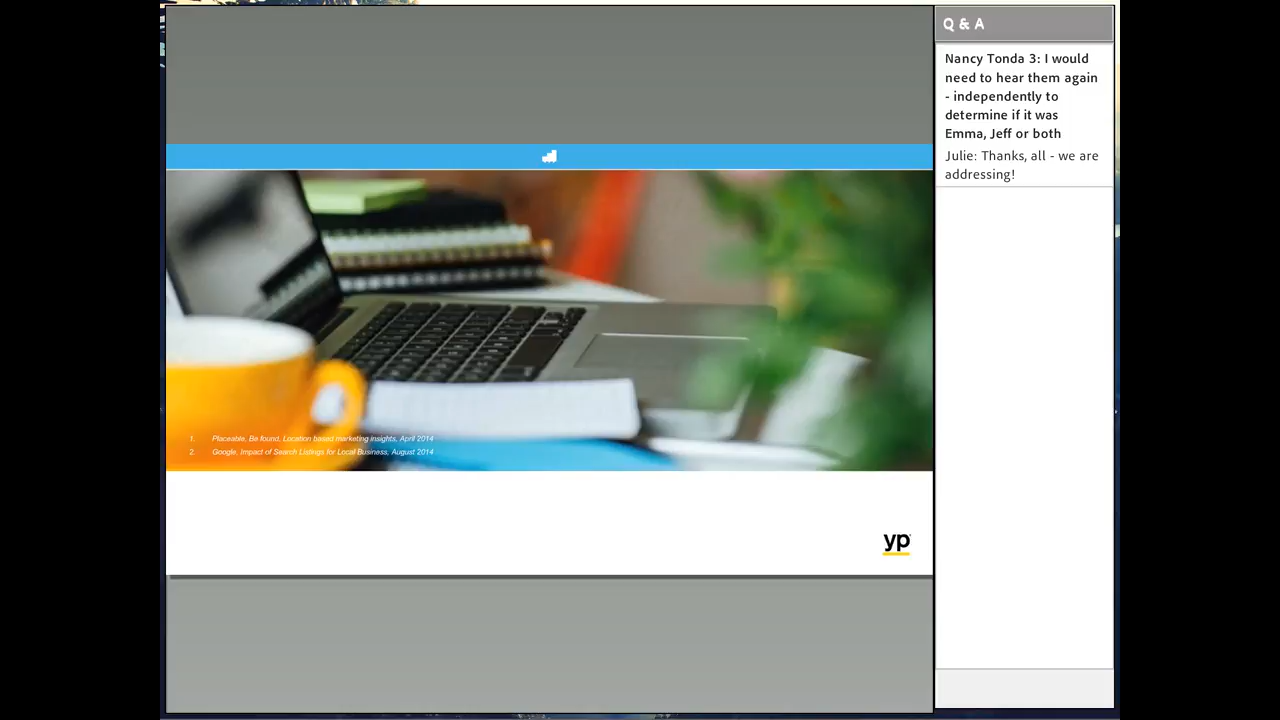 Q & A
Nancy Tonda 3: I would
need to hear them again
- independently to
determine if it was
Emma, Jeff or both
Julie: Thanks, all - we are
addressing!
1. Placeable, Be found. Location based marketing insights, April 2014
2. Google, Impact of Search Listings for Local Business, August 2014
yp